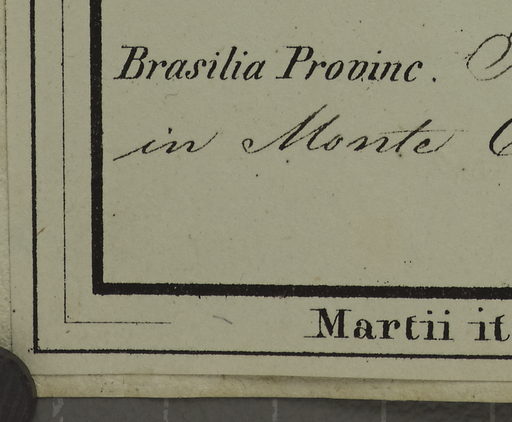 Brasilia Provinc.
in Monte
Martii it